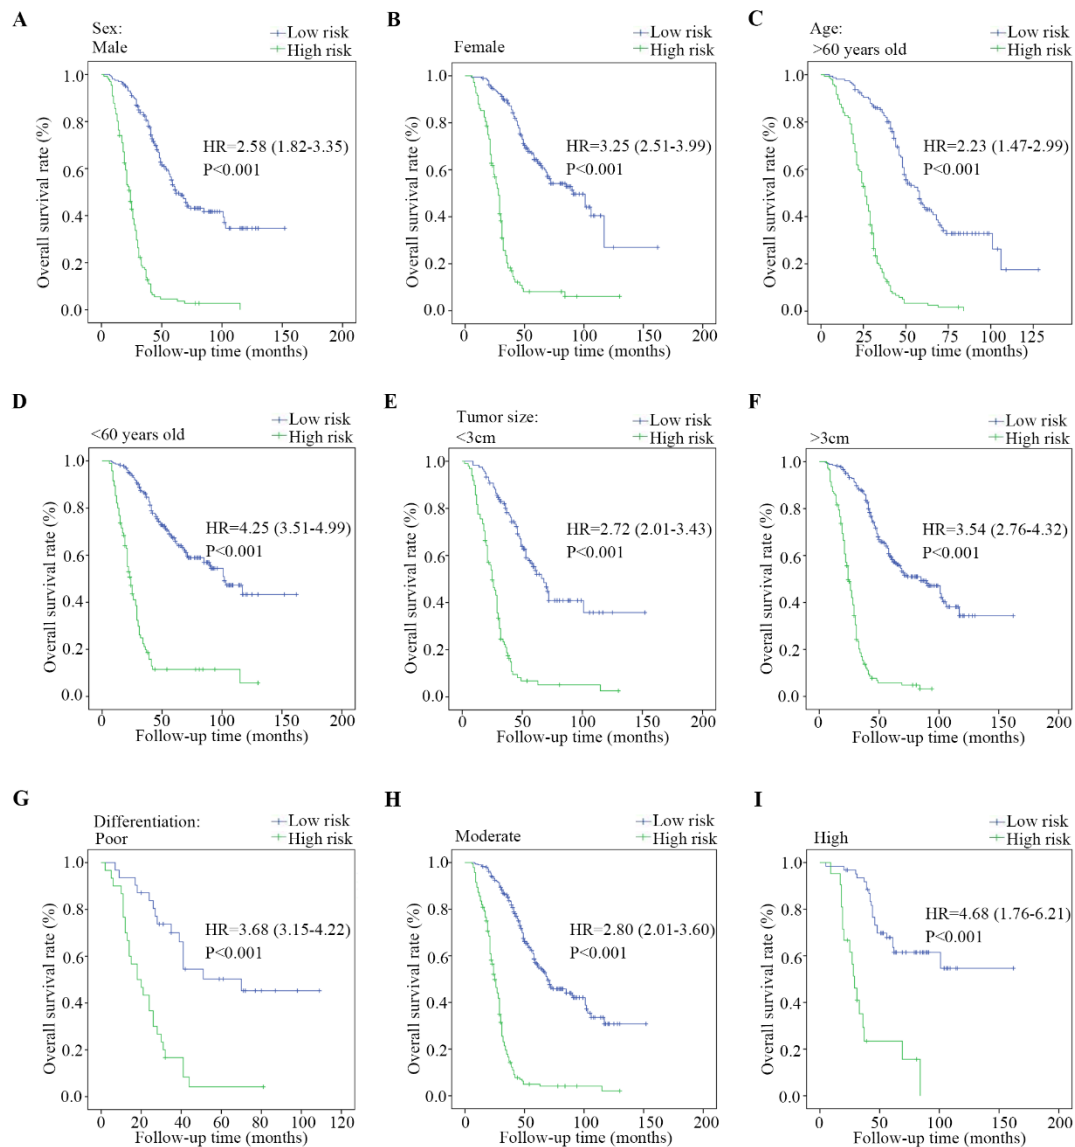 A
Sex:
Male
Low risk
High risk
Overall survival rate (%)
1.0
0.8
0.6
0.4
0.2
0.0
HR=2.58 (1.82-3.35)
P<0.001
0 50 100 150 200
Follow-up time (months)
B
Female
Low risk
High risk
Overall survival rate (%)
1.0
0.8
0.6
0.4
0.2
0.0
HR=3.25 (2.51-3.99)
P<0.001
0 50 100 150 200
Follow-up time (months)
C
Age:
>60 years old
Low risk
High risk
Overall survival rate (%)
1.0
0.8
0.6
0.4
0.2
0.0
HR=2.23 (1.47-2.99)
P<0.001
0 25 50 75 100 125
Follow-up time (months)
D
<60 years old
Low risk
High risk
Overall survival rate (%)
1.0
0.8
0.6
0.4
0.2
0.0
HR=4.25 (3.51-4.99)
P<0.001
0 50 100 150 200
Follow-up time (months)
E
Tumor size:
<3cm
Low risk
High risk
Overall survival rate (%)
1.0
0.8
0.6
0.4
0.2
0.0
HR=2.72 (2.01-3.43)
P<0.001
0 50 100 150 200
Follow-up time (months)
F
>3cm
Low risk
High risk
Overall survival rate (%)
1.0
0.8
0.6
0.4
0.2
0.0
HR=3.54 (2.76-4.32)
P<0.001
0 50 100 150 200
Follow-up time (months)
G
Differentiation:
Poor
Low risk
High risk
Overall survival rate (%)
1.0
0.8
0.6
0.4
0.2
0.0
HR=3.68 (3.15-4.22)
P<0.001
0 20 40 60 80 100 120
Follow-up time (months)
H
Moderate
Low risk
High risk
Overall survival rate (%)
1.0
0.8
0.6
0.4
0.2
0.0
HR=2.80 (2.01-3.60)
P<0.001
0 50 100 150 200
Follow-up time (months)
I
High
Low risk
High risk
Overall survival rate (%)
1.0
0.8
0.6
0.4
0.2
0.0
HR=4.68 (1.76-6.21)
P<0.001
0 50 100 150 200
Follow-up time (months)